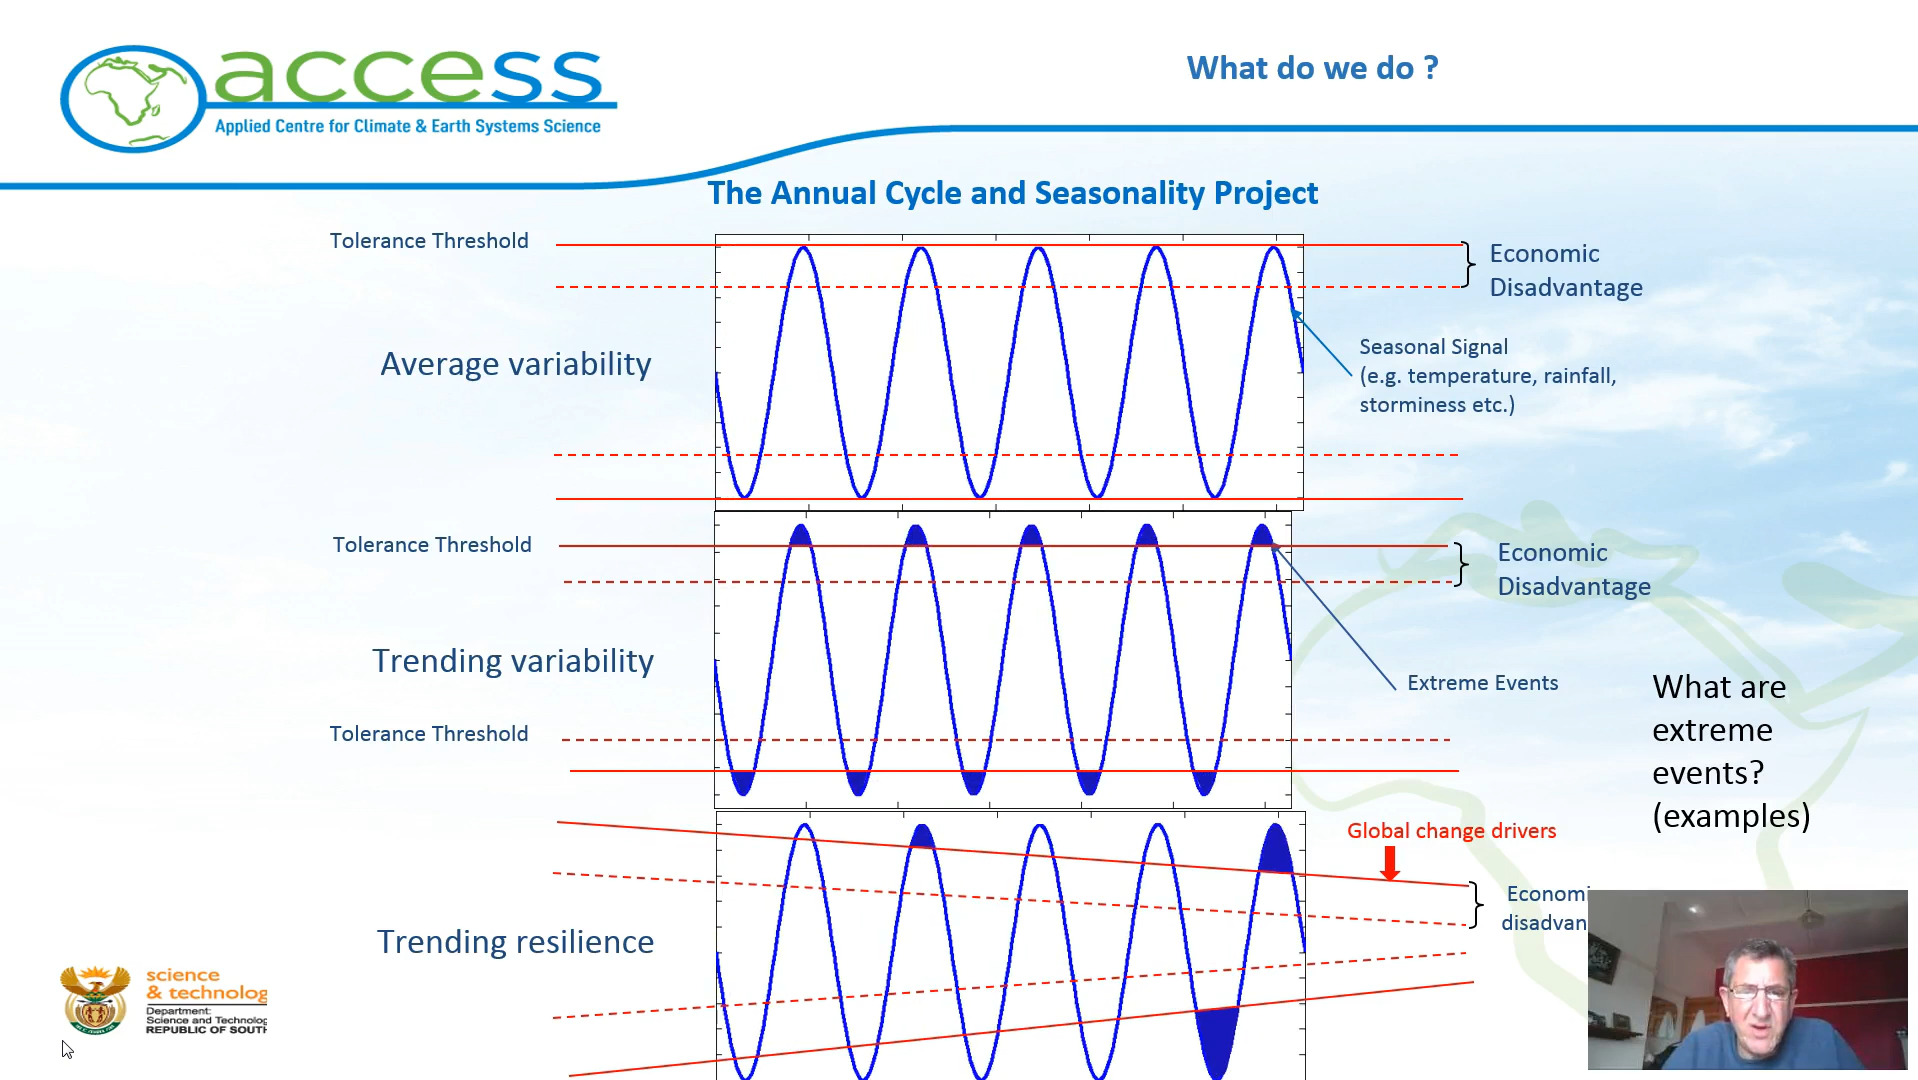 access
Applied Centre for Climate & Earth Systems Science
What do we do ?
The Annual Cycle and Seasonality Project
Tolerance Threshold
Economic
Disadvantage
Average variability
Seasonal Signal
(e.g. temperature, rainfall,
storminess etc.)
Tolerance Threshold
Economic
Disadvantage
Trending variability
Extreme Events
Tolerance Threshold
What are
extreme
events?
(examples)
Global change drivers
Economi
disadvan
Trending resilience
science
& technolog
Department:
Science and Technolog
REPUBLIC OF SOUTH